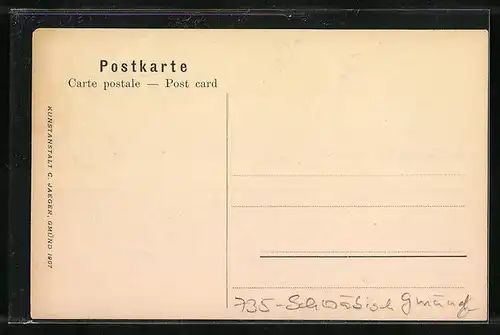 Postkarte
Carte postale — Post card
KUNSTANSTALT C. JAEGER, GMÜND 1907
735-Schwäbisch Gmünd